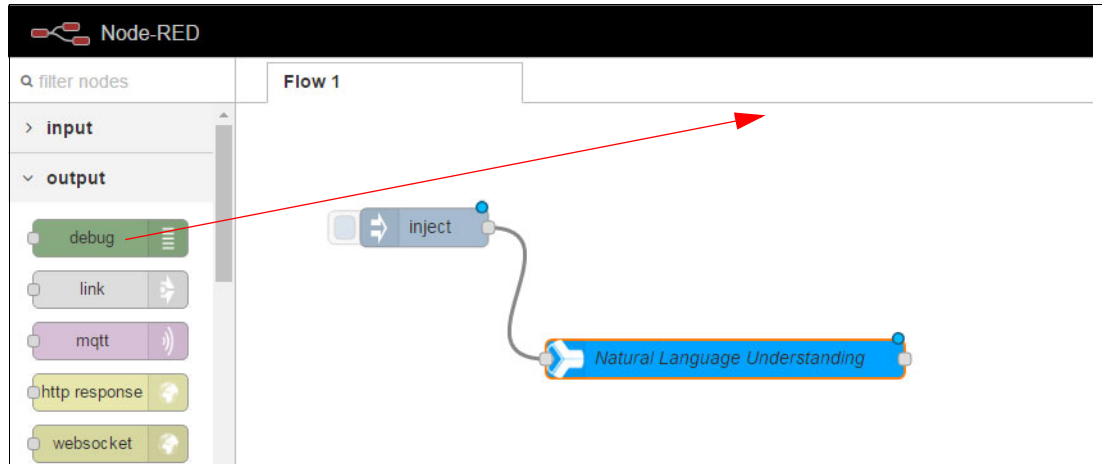 Node-RED
filter nodes
Flow 1
input
output
debug
inject
link
mqtt
Natural Language Understanding
http response
websocket